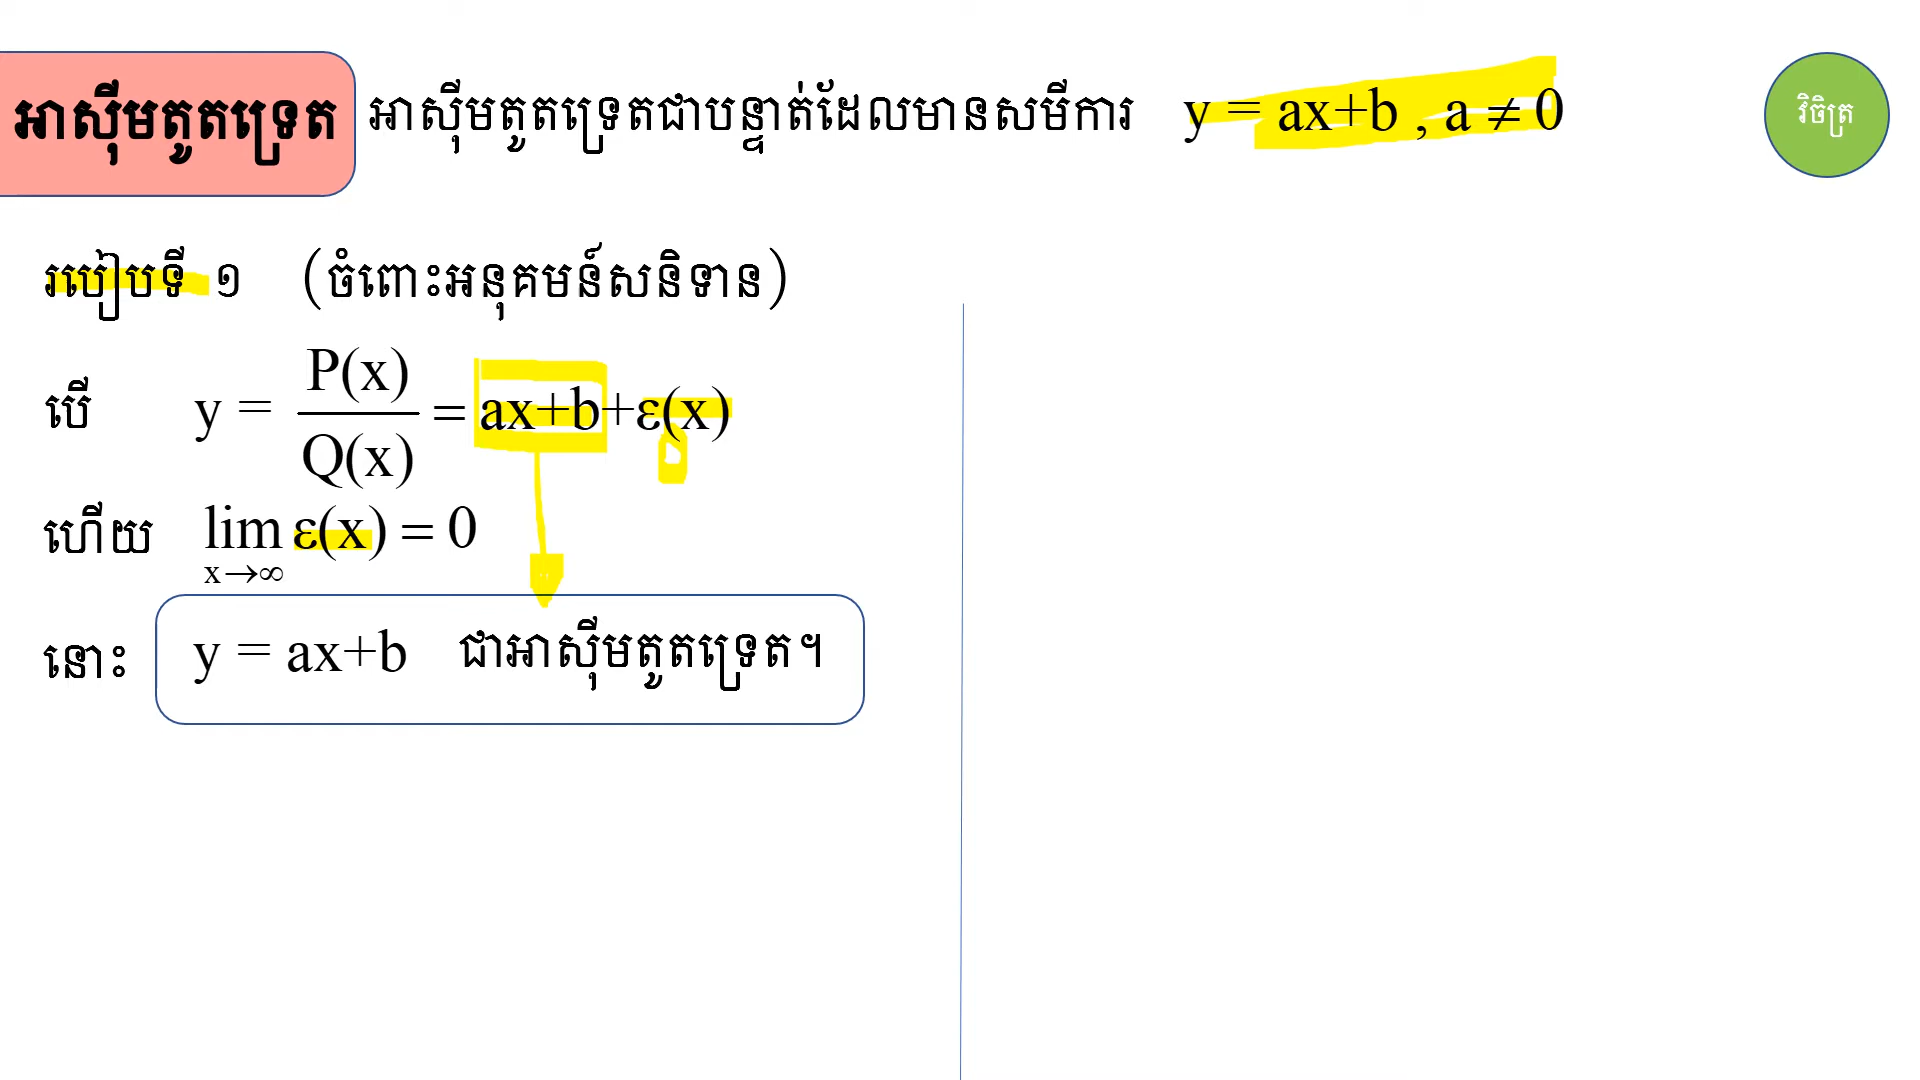 អាស៊ីមតូតទ្រេត អាស៊ីមតូតទ្រេតជាបន្ទាត់ដែលមានសមីការ y = ax+b , a ≠ 0
វិចិត្រ
របៀបទី ១ (ចំពោះអនុគមន៍សនិទាន)
បើ y = P(x)/Q(x) = ax+b+ε(x)
ហើយ lim x→∞ ε(x) = 0
នោះ y = ax+b ជាអាស៊ីមតូតទ្រេត។